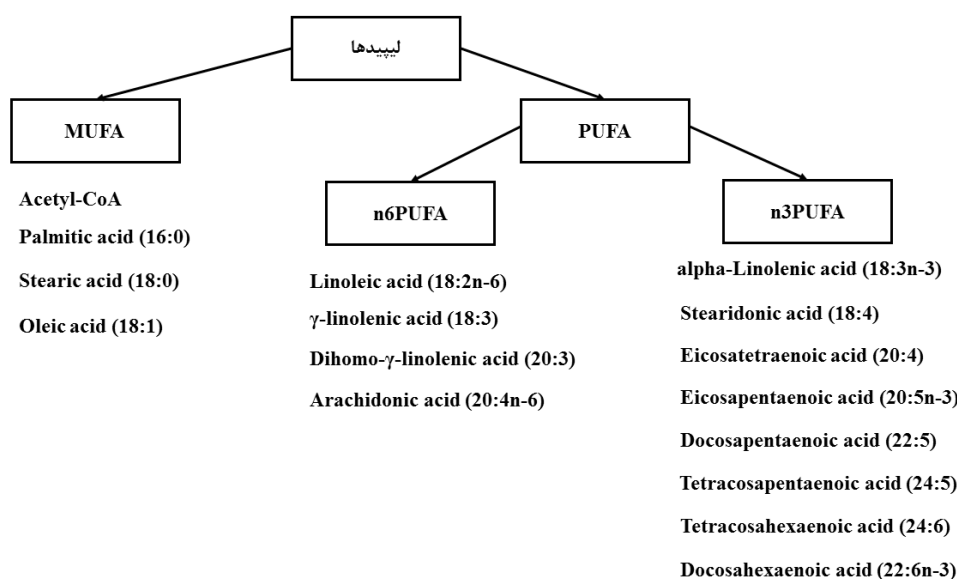 لیپیدها
MUFA
PUFA
Acetyl-CoA
Palmitic acid (16:0)
Stearic acid (18:0)
Oleic acid (18:1)
n6PUFA
Linoleic acid (18:2n-6)
γ-linolenic acid (18:3)
Dihomo-γ-linolenic acid (20:3)
Arachidonic acid (20:4n-6)
n3PUFA
alpha-Linolenic acid (18:3n-3)
Stearidonic acid (18:4)
Eicosatetraenoic acid (20:4)
Eicosapentaenoic acid (20:5n-3)
Docosapentaenoic acid (22:5)
Tetracosapentaenoic acid (24:5)
Tetracosahexaenoic acid (24:6)
Docosahexaenoic acid (22:6n-3)